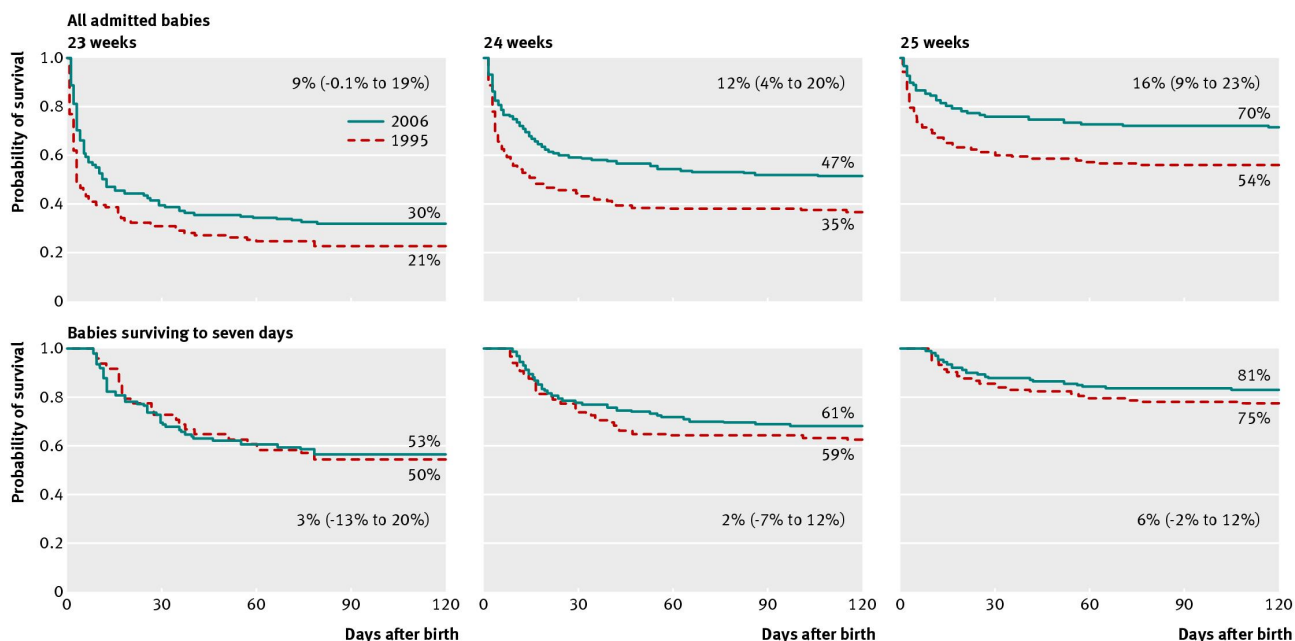 All admitted babies
23 weeks
24 weeks
25 weeks
Probability of survival
1.0
0.8
0.6
0.4
0.2
0
9% (-0.1% to 19%)
2006
1995
30%
21%
12% (4% to 20%)
47%
35%
16% (9% to 23%)
70%
54%
Babies surviving to seven days
Probability of survival
1.0
0.8
0.6
0.4
0.2
0
53%
50%
3% (-13% to 20%)
61%
59%
2% (-7% to 12%)
81%
75%
6% (-2% to 12%)
0 30 60 90 120
0 30 60 90 120
0 30 60 90 120
Days after birth
Days after birth
Days after birth